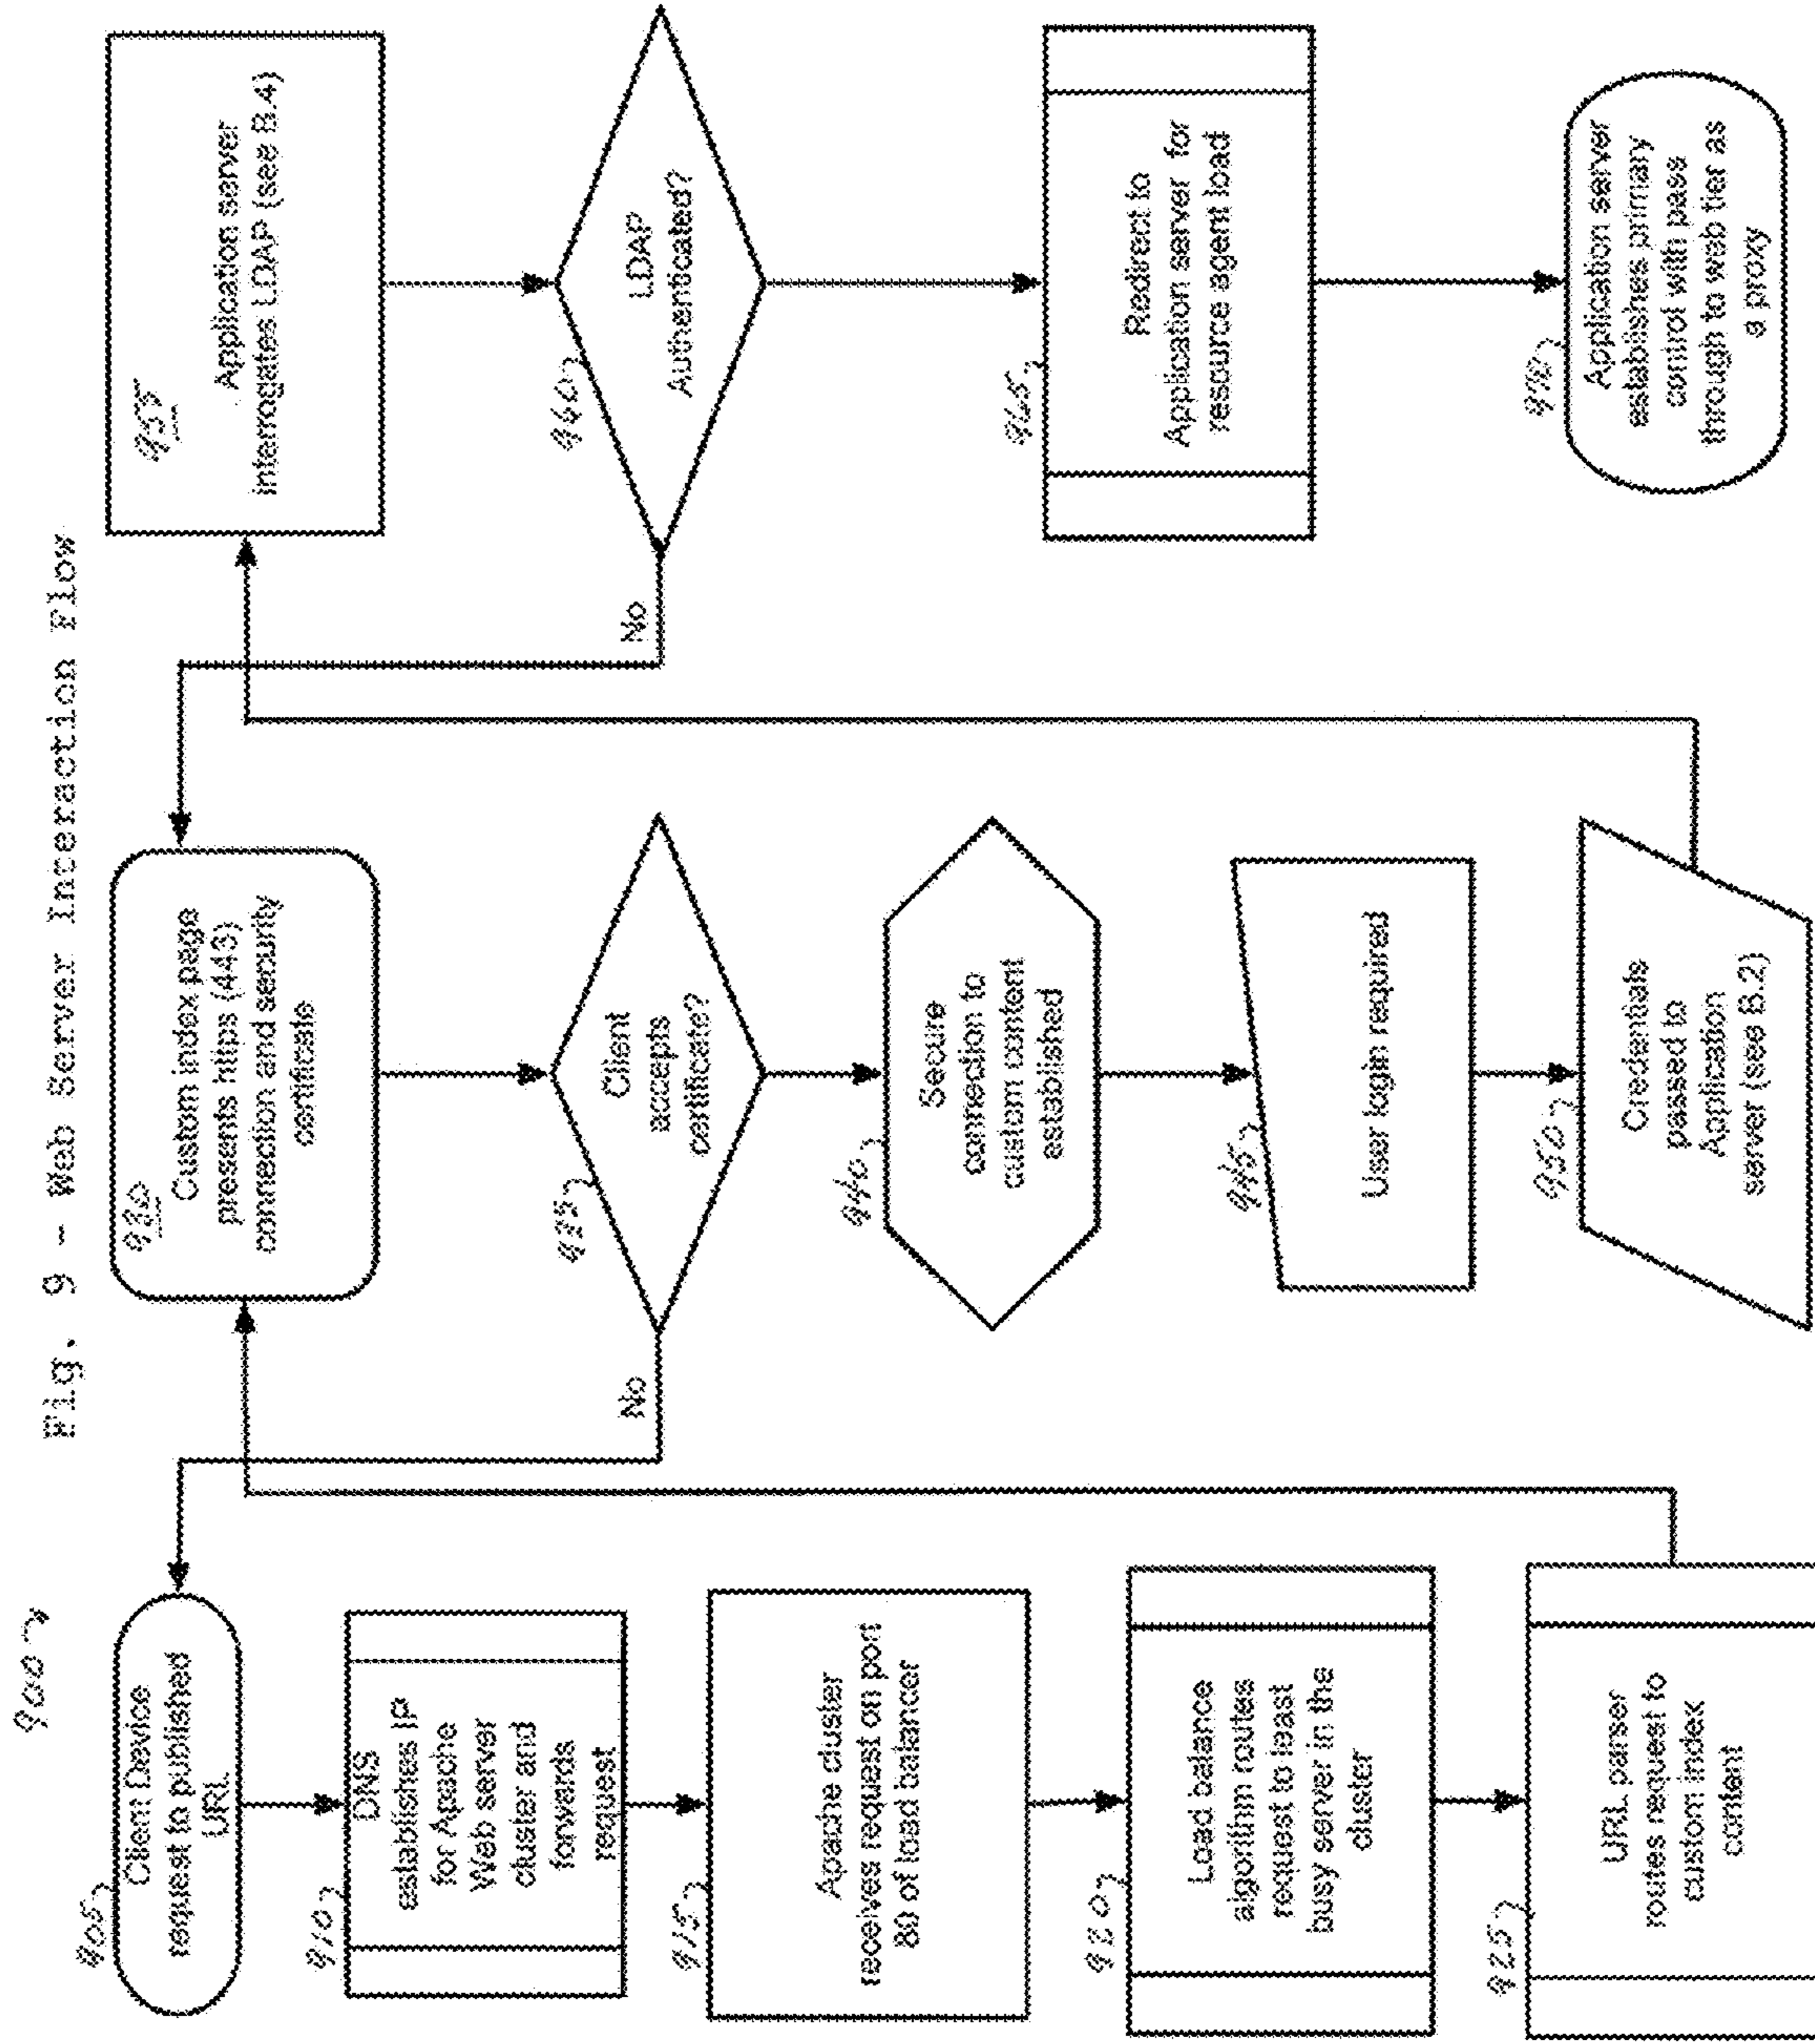 Fig. 9 - Web Server Interaction Flow
900
905
Client Device
request to published
URL
910
DNS
establishes IP
for Apache
Web server
cluster and
forwards
request
915
Apache cluster
receives request on port
80 of load balancer
920
Load balance
algorithm routes
request to least
busy server in the
cluster
925
URL parser
routes request to
custom index
content
930
Custom index page
presents https (443)
connection and security
certificate
935
Client
accepts
certificate?
No
940
Secure
connection to
custom content
established
945
User login required
950
Credentials
passed to
Application
server (see B.2)
955
Application server
interrogates LDAP (see B.4)
960
LDAP
Authenticated?
No
965
Redirect to
Application server for
resource agent load
970
Application server
establishes primary
control with pass
through to web tier as
a proxy